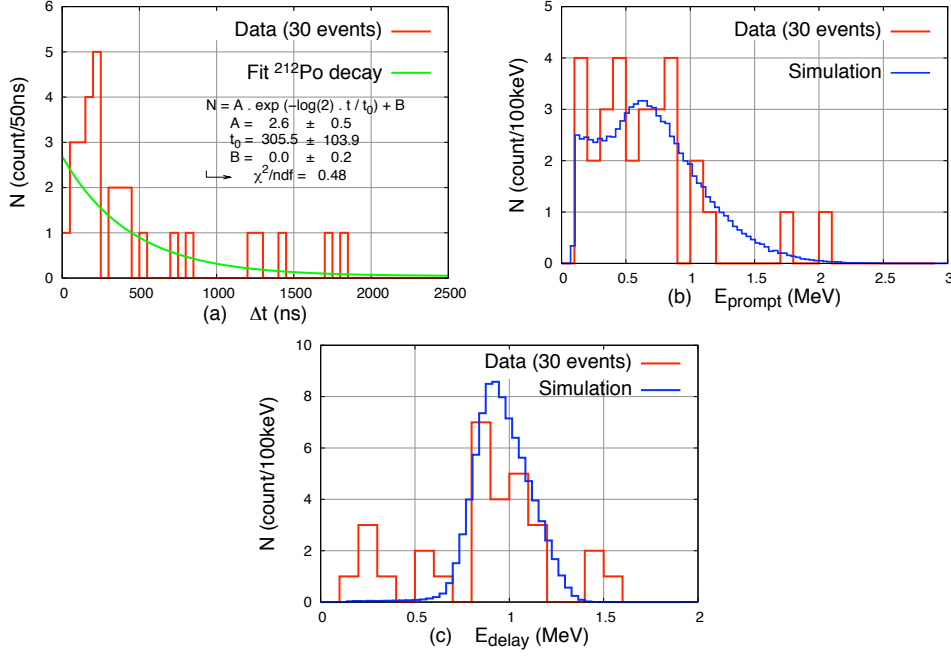 Data (30 events)
Fit ²¹²Po decay
N = A . exp (−log(2) . t / t₀) + B
A = 2.6 ± 0.5
t₀ = 305.5 ± 103.9
B = 0.0 ± 0.2
χ²/ndf = 0.48
N (count/50ns)
6
5
4
3
2
1
0
0 500 1000 1500 2000 2500
(a) Δt (ns)
Data (30 events)
Simulation
N (count/100keV)
5
4
3
2
1
0
0 0.5 1 1.5 2 2.5 3
(b) E_prompt (MeV)
Data (30 events)
Simulation
N (count/100keV)
10
8
6
4
2
0
0 0.5 1 1.5 2
(c) E_delay (MeV)